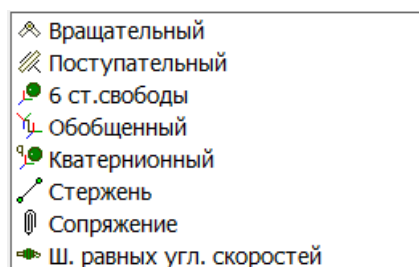 Вращательный
Поступательный
6 ст.свободы
Обобщенный
Кватернионный
Стержень
Сопряжение
Ш. равных угл. скоростей